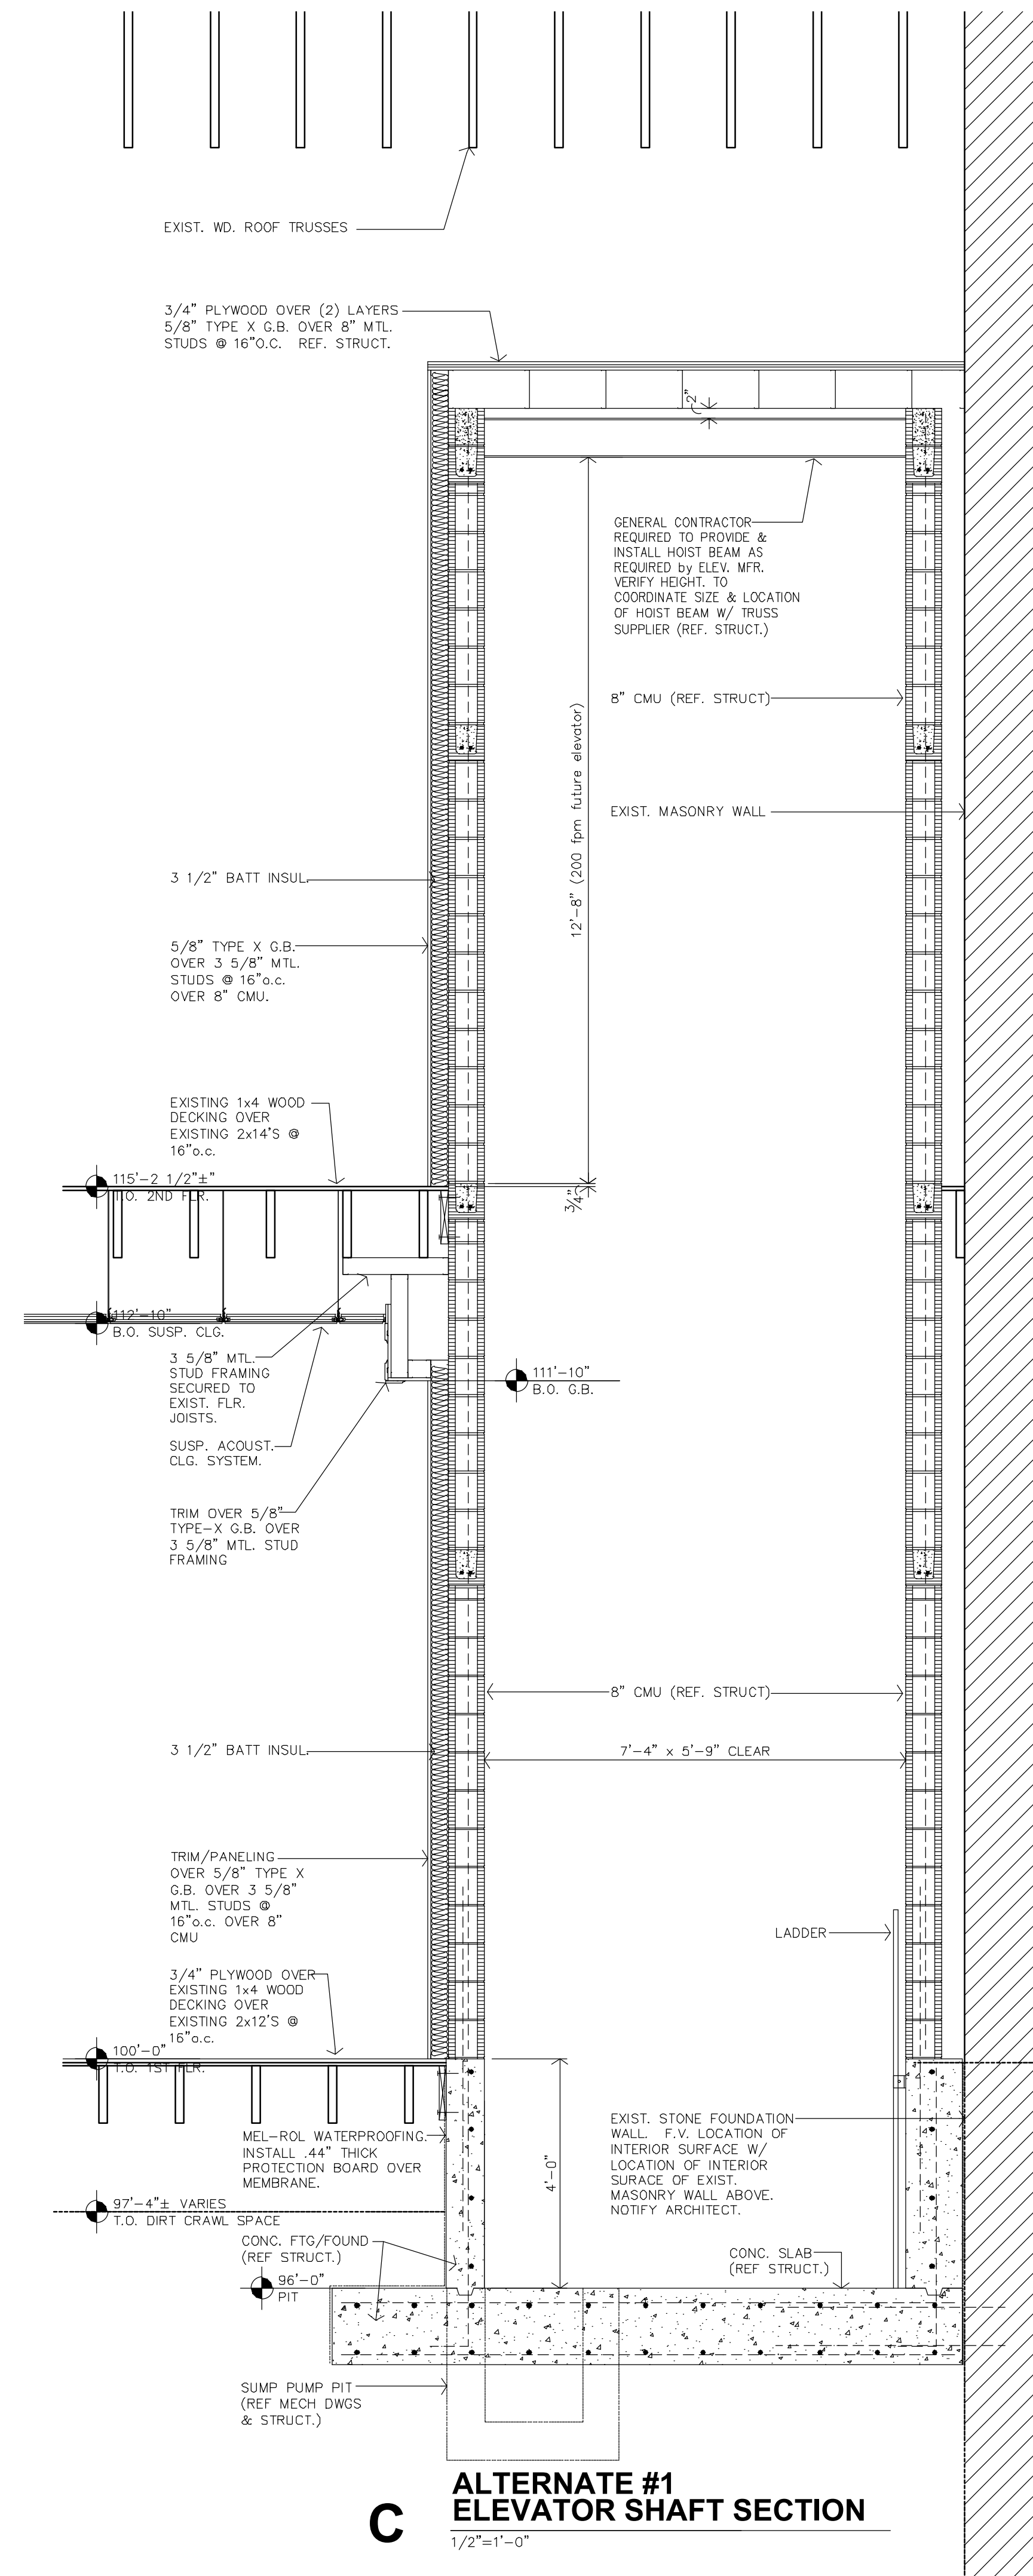 EXIST. WD. ROOF TRUSSES
3/4" PLYWOOD OVER (2) LAYERS
5/8" TYPE X G.B. OVER 8" MTL.
STUDS @ 16"O.C. REF. STRUCT.
2"
GENERAL CONTRACTOR
REQUIRED TO PROVIDE &
INSTALL HOIST BEAM AS
REQUIRED by ELEV. MFR.
VERIFY HEIGHT. TO
COORDINATE SIZE & LOCATION
OF HOIST BEAM W/ TRUSS
SUPPLIER (REF. STRUCT.)
8" CMU (REF. STRUCT)
12'-8" (200 fpm future elevator)
EXIST. MASONRY WALL
3 1/2" BATT INSUL.
5/8" TYPE X G.B.
OVER 3 5/8" MTL.
STUDS @ 16"o.c.
OVER 8" CMU.
EXISTING 1x4 WOOD
DECKING OVER
EXISTING 2x14'S @
16"o.c.
115'-2 1/2"±"
T.O. 2ND FLR.
3/4"
112'-10"
B.O. SUSP. CLG.
3 5/8" MTL.
STUD FRAMING
SECURED TO
EXIST. FLR.
JOISTS.
111'-10"
B.O. G.B.
SUSP. ACOUST.
CLG. SYSTEM.
TRIM OVER 5/8"
TYPE-X G.B. OVER
3 5/8" MTL. STUD
FRAMING
8" CMU (REF. STRUCT)
3 1/2" BATT INSUL.
7'-4" x 5'-9" CLEAR
TRIM/PANELING
OVER 5/8" TYPE X
G.B. OVER 3 5/8"
MTL. STUDS @
16"o.c. OVER 8"
CMU
LADDER
3/4" PLYWOOD OVER
EXISTING 1x4 WOOD
DECKING OVER
EXISTING 2x12'S @
16"o.c.
100'-0"
T.O. 1ST FLR.
MEL-ROL WATERPROOFING.
INSTALL .44" THICK
PROTECTION BOARD OVER
MEMBRANE.
4'-0"
EXIST. STONE FOUNDATION
WALL. F.V. LOCATION OF
INTERIOR SURFACE W/
LOCATION OF INTERIOR
SURACE OF EXIST.
MASONRY WALL ABOVE.
NOTIFY ARCHITECT.
97'-4"± VARIES
T.O. DIRT CRAWL SPACE
CONC. FTG/FOUND
(REF STRUCT.)
CONC. SLAB
(REF STRUCT.)
96'-0"
PIT
SUMP PUMP PIT
(REF MECH DWGS
& STRUCT.)
C
ALTERNATE #1
ELEVATOR SHAFT SECTION
1/2"=1'-0"